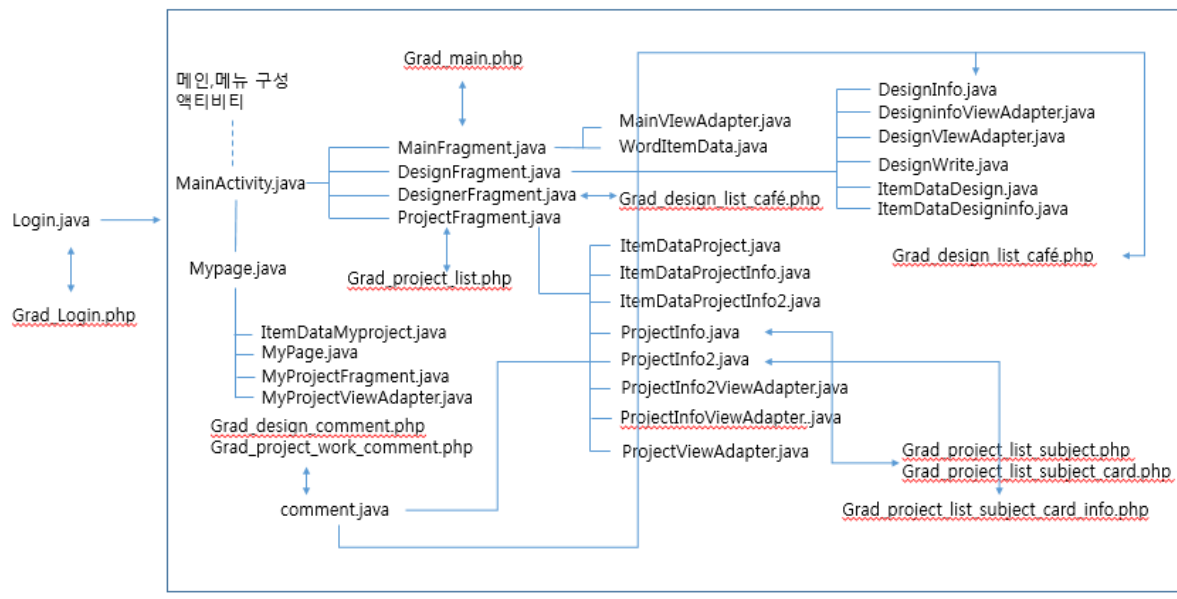 Grad_main.php
메인,메뉴 구성
액티비티
MainActivity.java
Login.java
Grad_Login.php
MainFragment.java
DesignFragment.java
DesignerFragment.java
ProjectFragment.java
Grad_project_list.php
MainVIewAdapter.java
WordItemData.java
Grad_design_list_café.php
DesignInfo.java
DesigninfoViewAdapter.java
DesignVIewAdapter.java
DesignWrite.java
ItemDataDesign.java
ItemDataDesigninfo.java
Grad_design_list_café.php
Mypage.java
ItemDataMyproject.java
MyPage.java
MyProjectFragment.java
MyProjectViewAdapter.java
Grad_design_comment.php
Grad_project_work_comment.php
comment.java
ItemDataProject.java
ItemDataProjectInfo.java
ItemDataProjectInfo2.java
ProjectInfo.java
ProjectInfo2.java
ProjectInfo2ViewAdapter.java
ProjectInfoViewAdapter..java
ProjectViewAdapter.java
Grad_project_list_subject.php
Grad_project_list_subject_card.php
Grad_project_list_subject_card_info.php